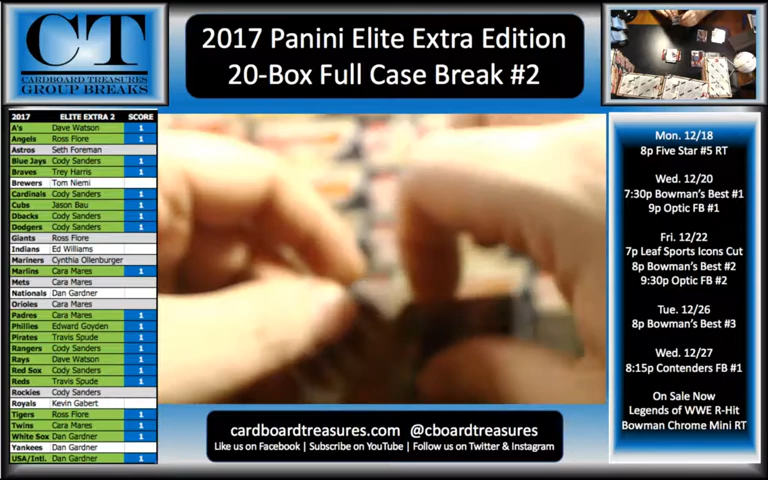 CT
CARDBOARD TREASURES
GROUP BREAKS
2017 Panini Elite Extra Edition
20-Box Full Case Break #2
2017 ELITE EXTRA 2 SCORE
A's Dave Watson 1
Angels Ross Flore 1
Astros Seth Foreman
Blue Jays Cody Sanders 1
Braves Trey Harris 1
Brewers Tom Niemi
Cardinals Cody Sanders 1
Cubs Jason Bau 1
Dbacks Cody Sanders 1
Dodgers Cody Sanders 1
Giants Ross Flore
Indians Ed Williams
Mariners Cynthia Ollenburger
Marlins Cara Mares 1
Mets Cara Mares
Nationals Dan Gardner
Orioles Cara Mares
Padres Cara Mares 1
Phillies Edward Goyden 1
Pirates Travis Spude 1
Rangers Cody Sanders 1
Rays Dave Watson 1
Red Sox Cody Sanders 1
Reds Travis Spude 1
Rockies Cody Sanders
Royals Kevin Gabert
Tigers Ross Flore 1
Twins Cara Mares 1
White Sox Dan Gardner 1
Yankees Dan Gardner
USA/Intl. Dan Gardner 1
Mon. 12/18
8p Five Star #5 RT
Wed. 12/20
7:30p Bowman's Best #1
9p Optic FB #1
Fri. 12/22
7p Leaf Sports Icons Cut
8p Bowman's Best #2
9:30p Optic FB #2
Tue. 12/26
8p Bowman's Best #3
Wed. 12/27
8:15p Contenders FB #1
On Sale Now
Legends of WWE R-Hit
Bowman Chrome Mini RT
cardboardtreasures.com @cboardtreasures
Like us on Facebook | Subscribe on YouTube | Follow us on Twitter & Instagram